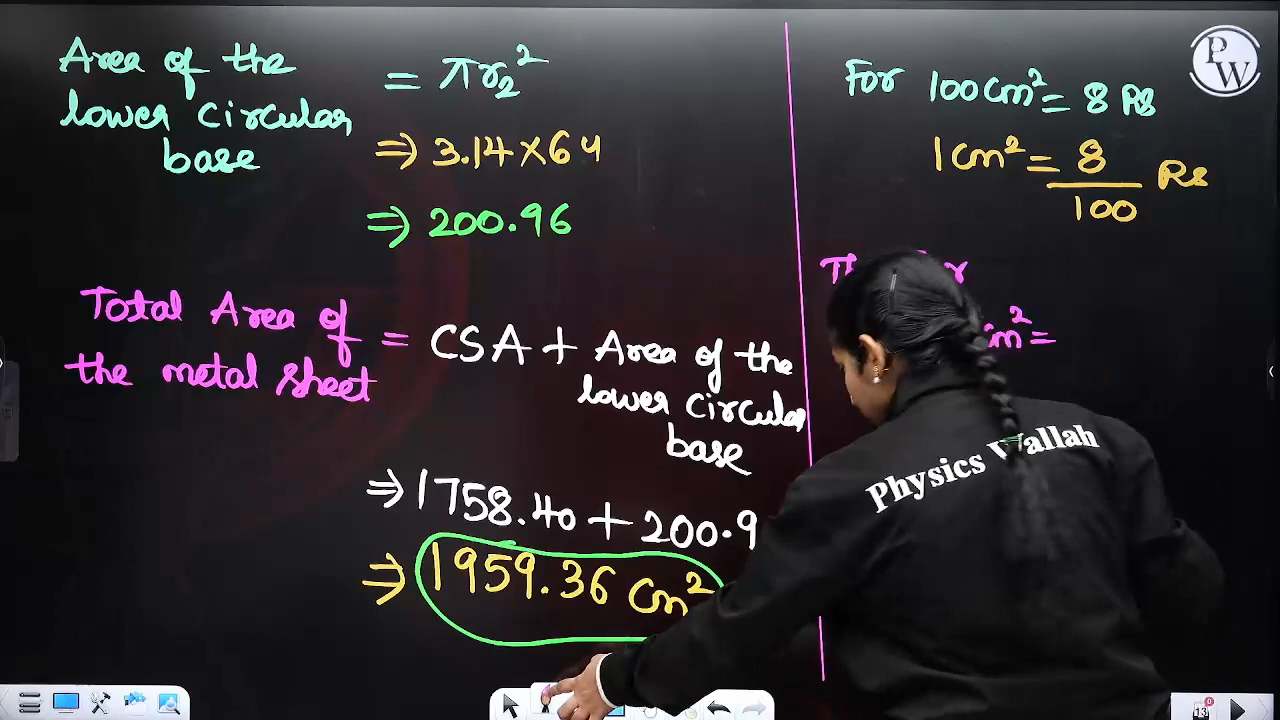 Area of the
lower circular
base
= πr₂²
⇒ 3.14×64
⇒ 200.96
Total Area of
the metal sheet
= CSA + Area of the
lower circular
base
⇒ 1758.40 + 200.9
⇒ 1959.36 cm²
For 100cm² = 8 Rs
1cm² = 8/100 Rs
cm² =
PW
Physics Wallah